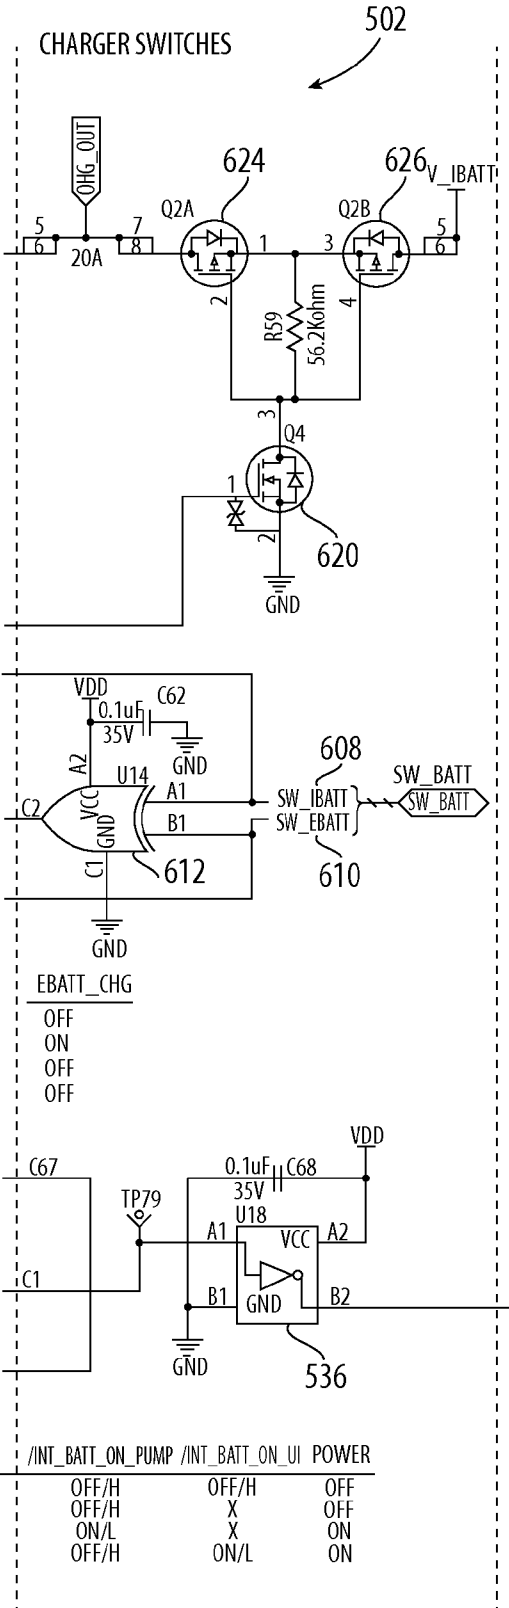 502
CHARGER SWITCHES
OHG_OUT
624
626
V_IBATT
Q2A
Q2B
5
6
7
8
20A
1
3
5
6
2
4
R59
56.2Kohm
3
Q4
1
2
620
GND
VDD
0.1uF
35V
C62
GND
608
A2
U14
SW_BATT
C2
VCC
A1
SW_IBATT
SW_BATT
GND
B1
SW_EBATT
C1
612
610
GND
EBATT_CHG
OFF
ON
OFF
OFF
VDD
C67
0.1uF
C68
35V
TP79
U18
A1
VCC
A2
C1
B1
GND
B2
GND
536
/INT_BATT_ON_PUMP /INT_BATT_ON_UI POWER
OFF/H OFF/H OFF
OFF/H X OFF
ON/L X ON
OFF/H ON/L ON